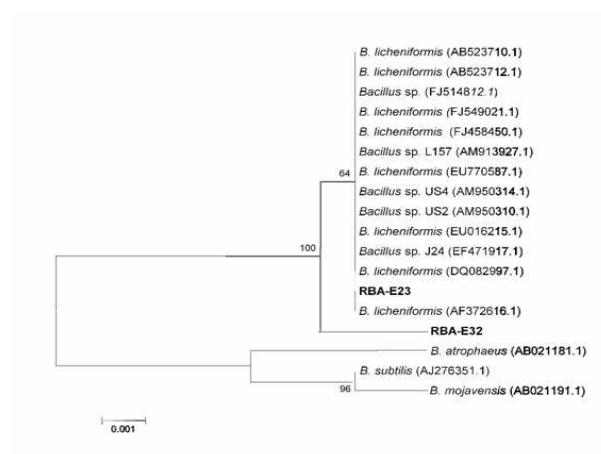 B. licheniformis (AB523710.1)
B. licheniformis (AB523712.1)
Bacillus sp. (FJ514812.1)
B. licheniformis (FJ549021.1)
B. licheniformis (FJ458450.1)
Bacillus sp. L157 (AM913927.1)
64
B. licheniformis (EU770587.1)
Bacillus sp. US4 (AM950314.1)
Bacillus sp. US2 (AM950310.1)
B. licheniformis (EU016215.1)
100
Bacillus sp. J24 (EF471917.1)
B. licheniformis (DQ082997.1)
RBA-E23
B. licheniformis (AF372616.1)
RBA-E32
B. atrophaeus (AB021181.1)
B. subtilis (AJ276351.1)
96
B. mojavensis (AB021191.1)
0.001